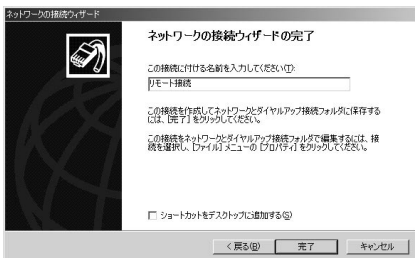 ネットワークの接続ウィザード
ネットワークの接続ウィザードの完了
この接続に付ける名前を入力してください(T):
リモート接続
この接続を作成してネットワークとダイヤルアップ接続フォルダに保存する
には、[完了] をクリックしてください。
この接続をネットワークとダイヤルアップ接続フォルダで編集するには、接
続を選択し、[ファイル] メニューの [プロパティ] をクリックしてください。
ショートカットをデスクトップに追加する(S)
< 戻る(B)
完了
キャンセル